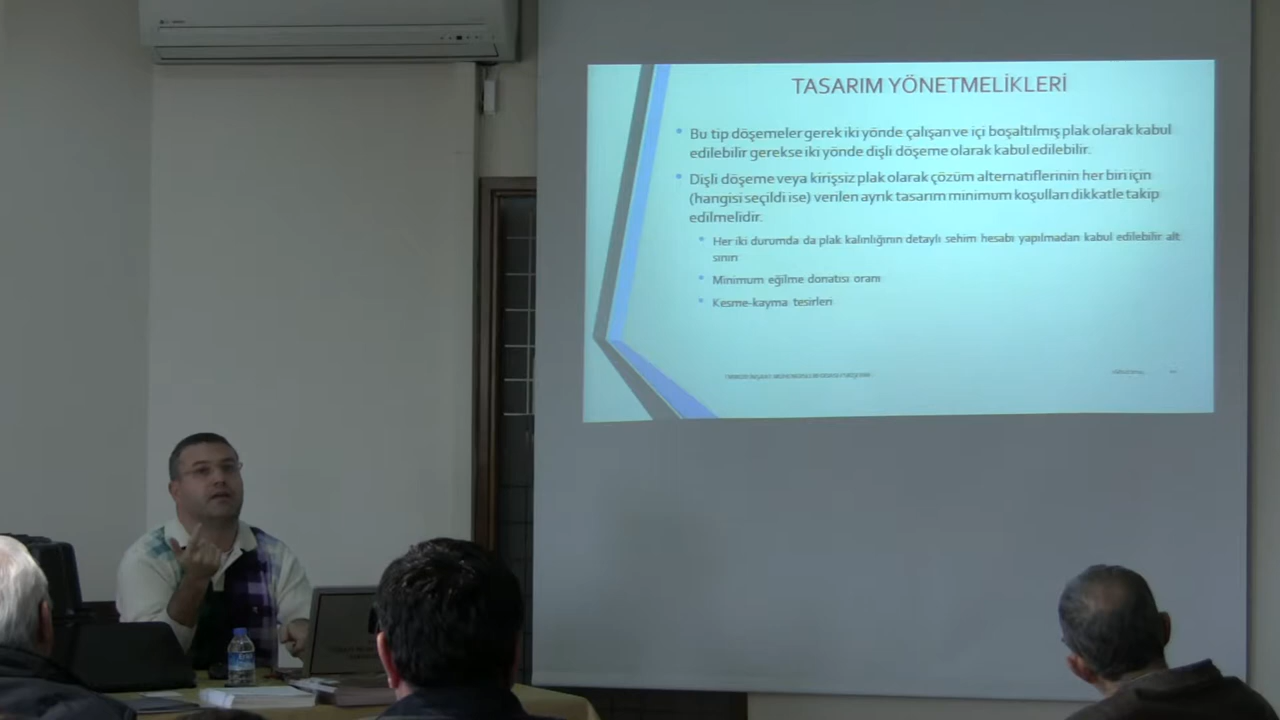 TASARIM YÖNETMELİKLERİ
Bu tip döşemeler gerek iki yönde çalışan ve içi boşaltılmış plak olarak kabul
edilebilir gerekse iki yönde dişli döşeme olarak kabul edilebilir.
Dişli döşeme veya kirişsiz plak olarak çözüm alternatiflerinin her biri için
(hangisi seçildi ise) verilen ayrık tasarım minimum koşulları dikkatle takip
edilmelidir.
Her iki durumda da plak kalınlığının detaylı sehim hesabı yapılmadan kabul edilebilir alt
sınırı
Minimum eğilme donatısı oranı
Kesme-kayma tesirleri